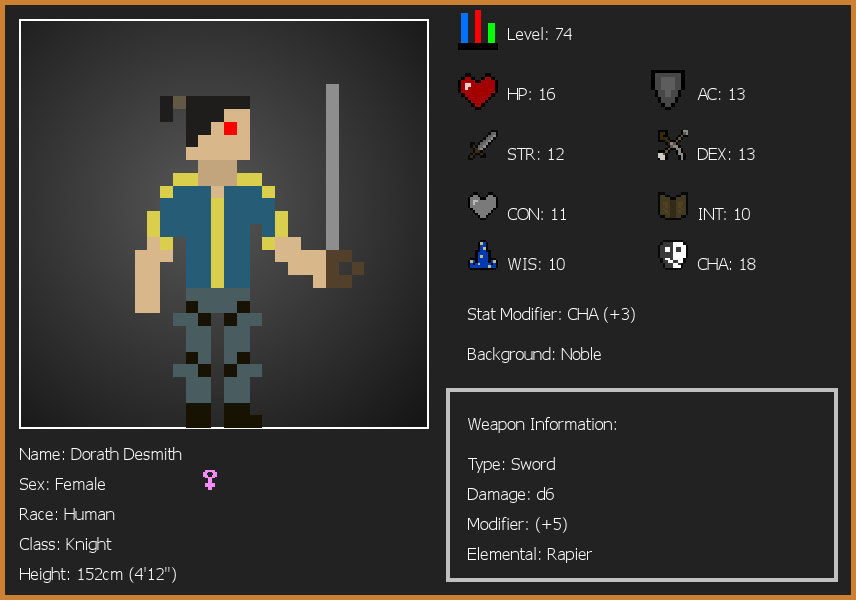 Level: 74
HP: 16
AC: 13
STR: 12
DEX: 13
CON: 11
INT: 10
WIS: 10
CHA: 18
Stat Modifier: CHA (+3)
Background: Noble
Weapon Information:
Type: Sword
Damage: d6
Modifier: (+5)
Elemental: Rapier
Name: Dorath Desmith
Sex: Female
Race: Human
Class: Knight
Height: 152cm (4'12")